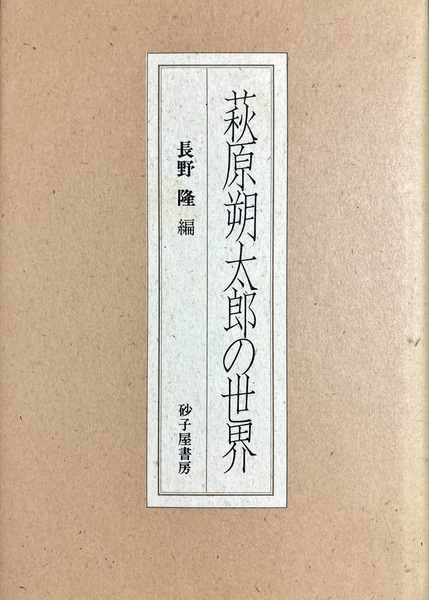 萩原朔太郎の世界
長野 隆 編
砂子屋書房